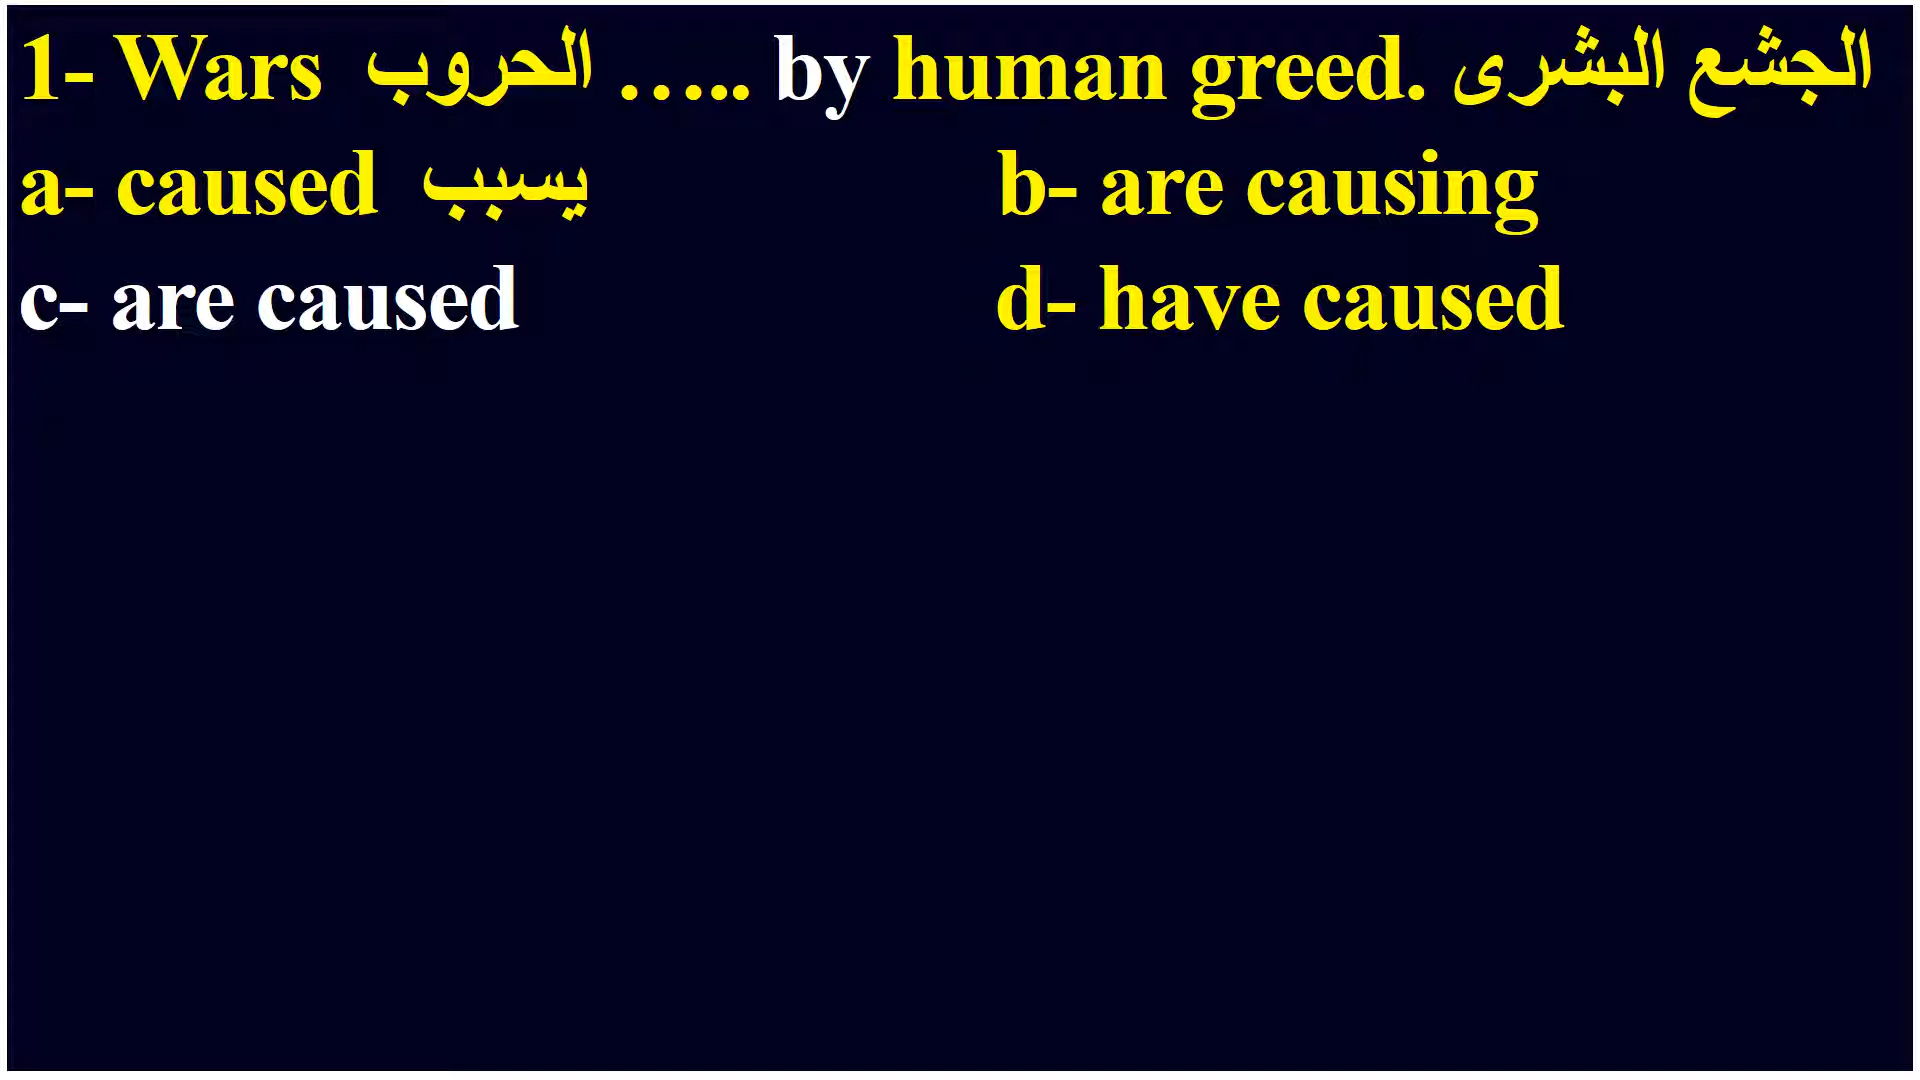 1- Wars الحروب ….. by human greed. الجشع البشرى
a- caused يسبب b- are causing
c- are caused d- have caused